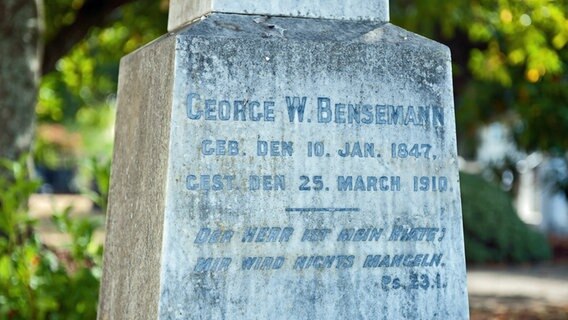 GEORGE W. BENSEMANN
GEB. DEN 10. JAN. 1847,
GEST. DEN 25. MARCH 1910.
DER HERR IST MEIN HIRTE;
MIR WIRD NICHTS MANGELN.
Ps. 23.1.